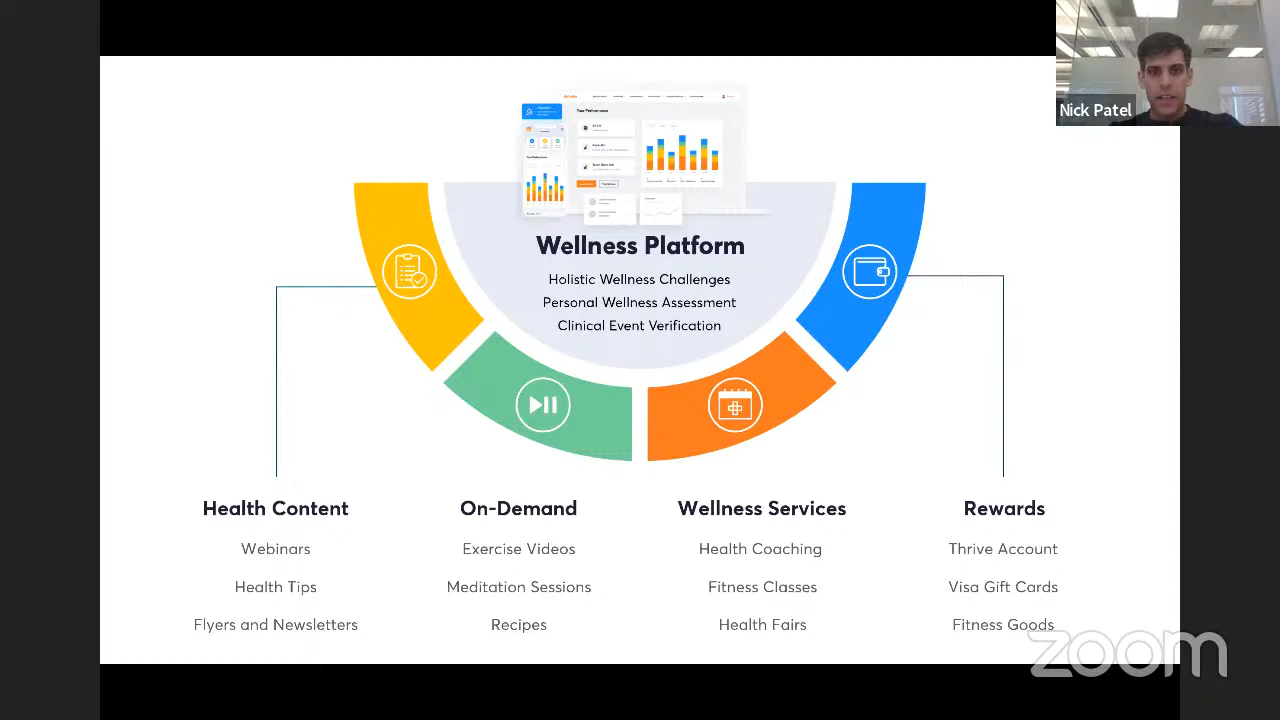 Nick Patel
Your Performance
Wellness Platform
Holistic Wellness Challenges
Personal Wellness Assessment
Clinical Event Verification
Health Content
Webinars
Health Tips
Flyers and Newsletters
On-Demand
Exercise Videos
Meditation Sessions
Recipes
Wellness Services
Health Coaching
Fitness Classes
Health Fairs
Rewards
Thrive Account
Visa Gift Cards
Fitness Goods
zoom